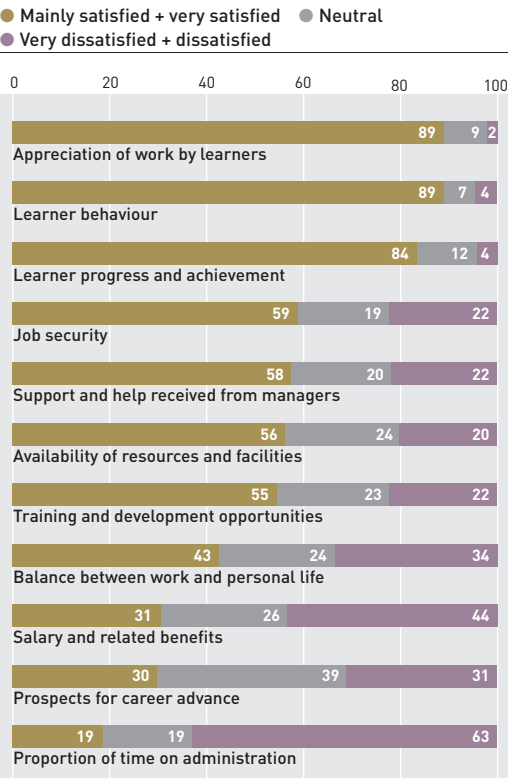 Mainly satisfied + very satisfied Neutral
Very dissatisfied + dissatisfied
0 20 40 60 80 100
89 9 2
Appreciation of work by learners
89 7 4
Learner behaviour
84 12 4
Learner progress and achievement
59 19 22
Job security
58 20 22
Support and help received from managers
56 24 20
Availability of resources and facilities
55 23 22
Training and development opportunities
43 24 34
Balance between work and personal life
31 26 44
Salary and related benefits
30 39 31
Prospects for career advance
19 19 63
Proportion of time on administration